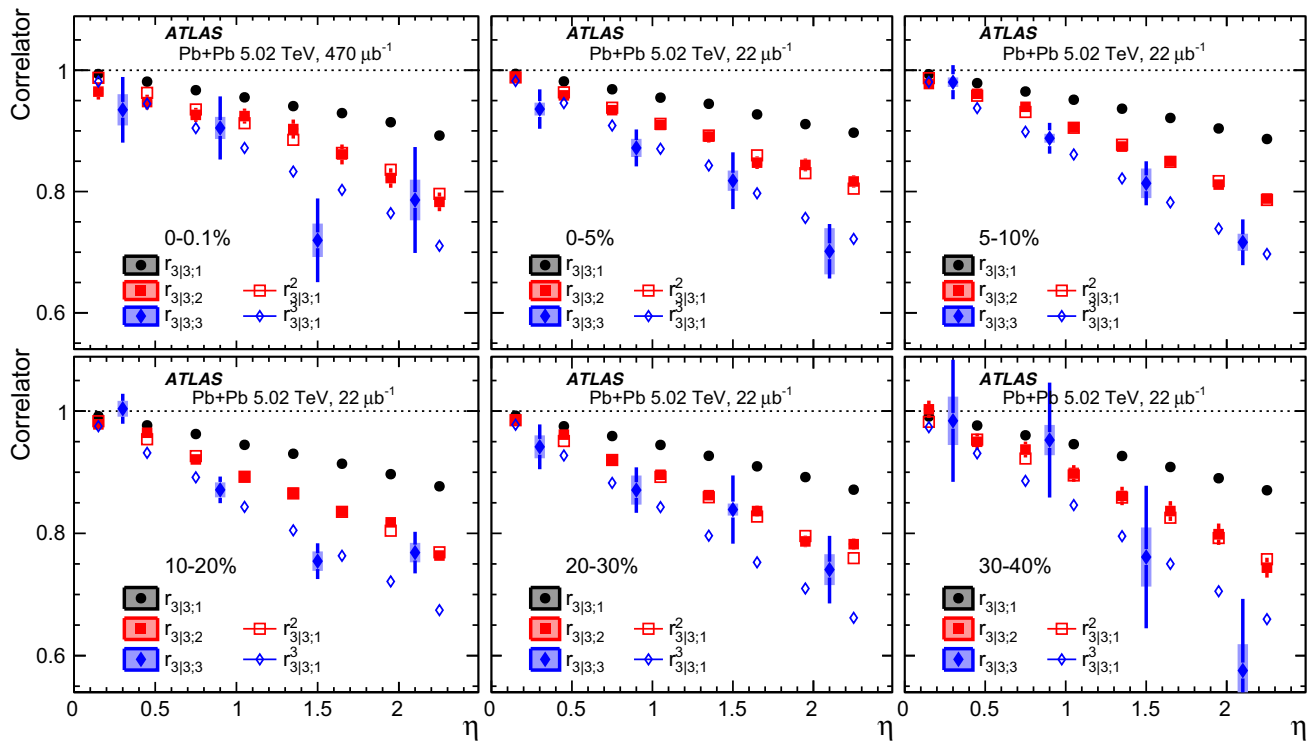 Correlator
ATLAS
Pb+Pb 5.02 TeV, 470 μb⁻¹
1
0.8
0.6
0-0.1%
r₃|₃;₁
r₃|₃;₂ r²₃|₃;₁
r₃|₃;₃ r³₃|₃;₁
ATLAS
Pb+Pb 5.02 TeV, 22 μb⁻¹
0-5%
r₃|₃;₁
r₃|₃;₂ r²₃|₃;₁
r₃|₃;₃ r³₃|₃;₁
ATLAS
Pb+Pb 5.02 TeV, 22 μb⁻¹
5-10%
r₃|₃;₁
r₃|₃;₂ r²₃|₃;₁
r₃|₃;₃ r³₃|₃;₁
Correlator
ATLAS
Pb+Pb 5.02 TeV, 22 μb⁻¹
1
0.8
0.6
10-20%
r₃|₃;₁
r₃|₃;₂ r²₃|₃;₁
r₃|₃;₃ r³₃|₃;₁
0 0.5 1 1.5 2
η
ATLAS
Pb+Pb 5.02 TeV, 22 μb⁻¹
20-30%
r₃|₃;₁
r₃|₃;₂ r²₃|₃;₁
r₃|₃;₃ r³₃|₃;₁
0 0.5 1 1.5 2
η
ATLAS
Pb+Pb 5.02 TeV, 22 μb⁻¹
30-40%
r₃|₃;₁
r₃|₃;₂ r²₃|₃;₁
r₃|₃;₃ r³₃|₃;₁
0 0.5 1 1.5 2
η